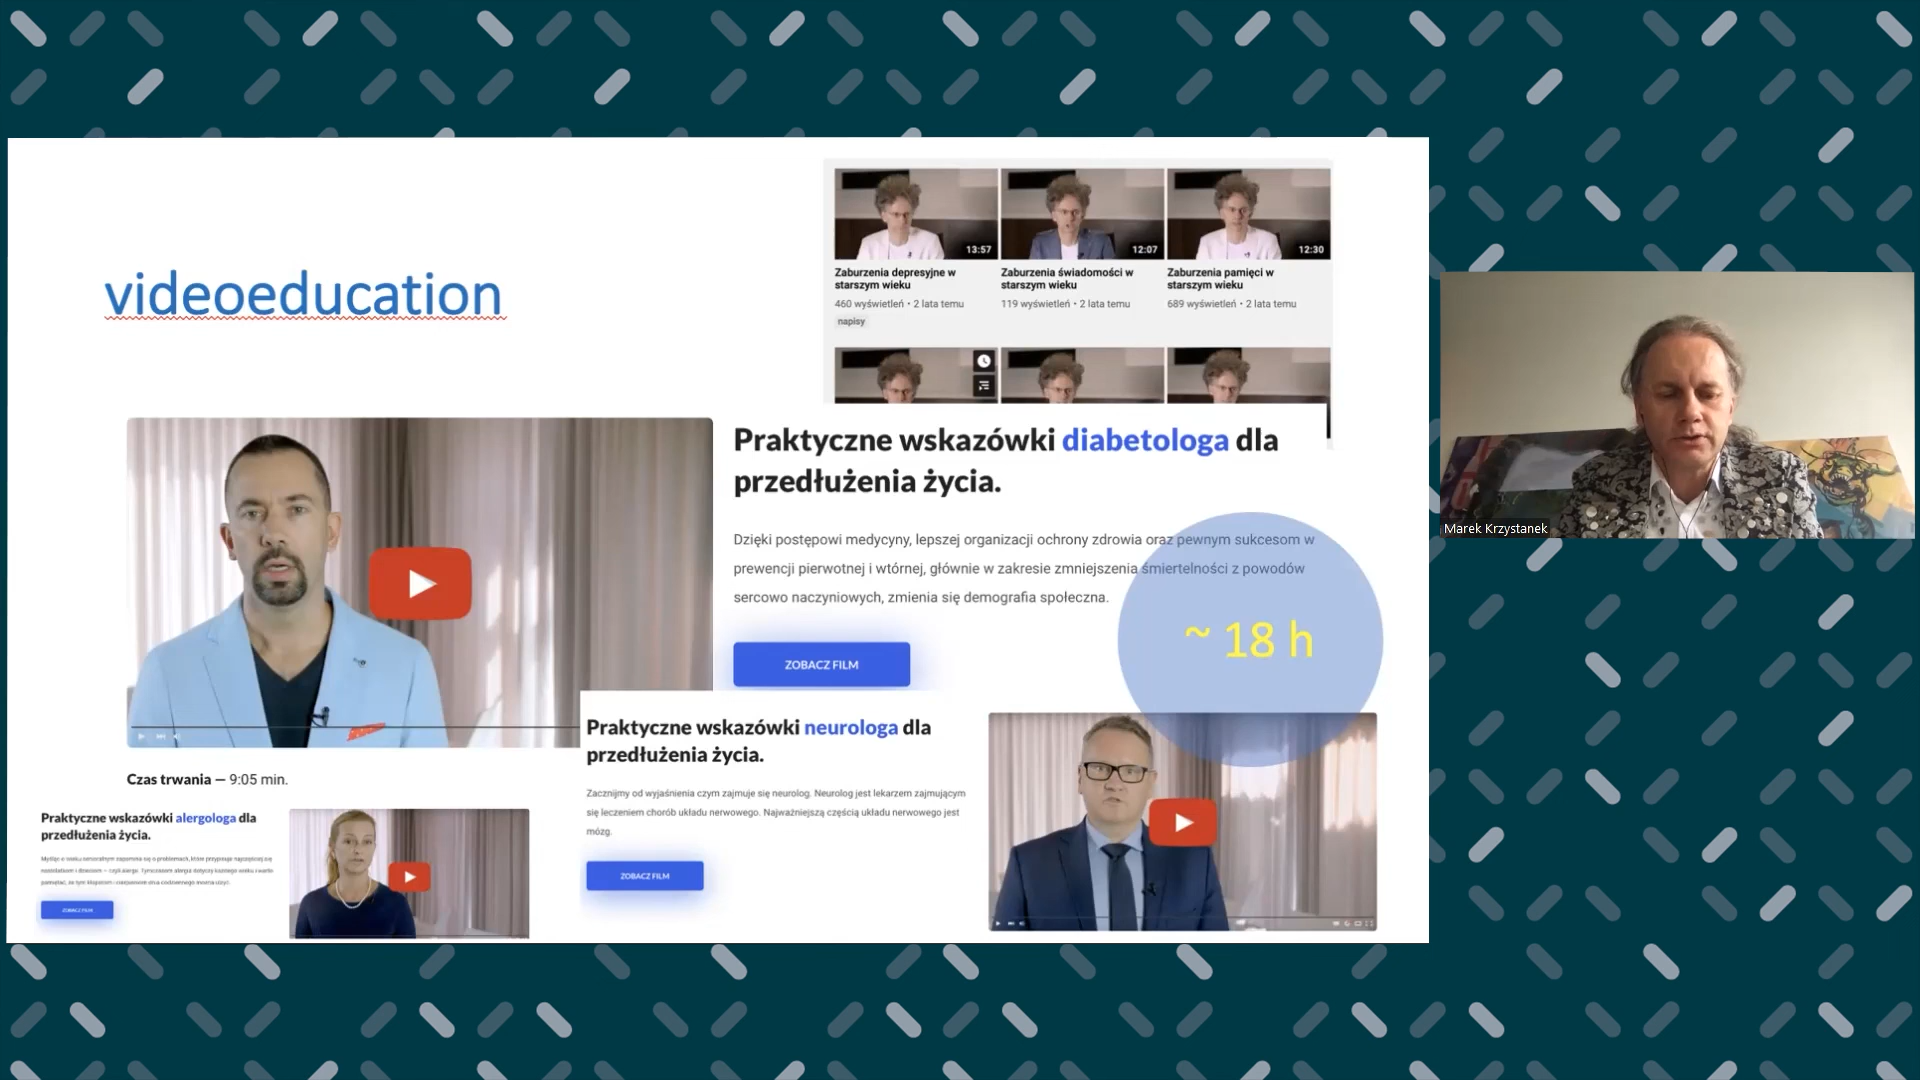 videoeducation
13:57
12:07
12:30
Zaburzenia depresyjne w
starszym wieku
460 wyświetleń • 2 lata temu
napisy
Zaburzenia świadomości w
starszym wieku
119 wyświetleń • 2 lata temu
Zaburzenia pamięci w
starszym wieku
689 wyświetleń • 2 lata temu
Praktyczne wskazówki diabetologa dla
przedłużenia życia.
Dzięki postępowi medycyny, lepszej organizacji ochrony zdrowia oraz pewnym sukcesom w
prewencji pierwotnej i wtórnej, głównie w zakresie zmniejszenia śmiertelności z powodów
sercowo naczyniowych, zmienia się demografia społeczna.
ZOBACZ FILM
~ 18 h
Czas trwania — 9:05 min.
Praktyczne wskazówki neurologa dla
przedłużenia życia.
Zacznijmy od wyjaśnienia czym zajmuje się neurolog. Neurolog jest lekarzem zajmującym
się leczeniem chorób układu nerwowego. Najważniejszą częścią układu nerwowego jest
mózg.
ZOBACZ FILM
Praktyczne wskazówki alergologa dla
przedłużenia życia.
ZOBACZ FILM
Marek Krzystanek